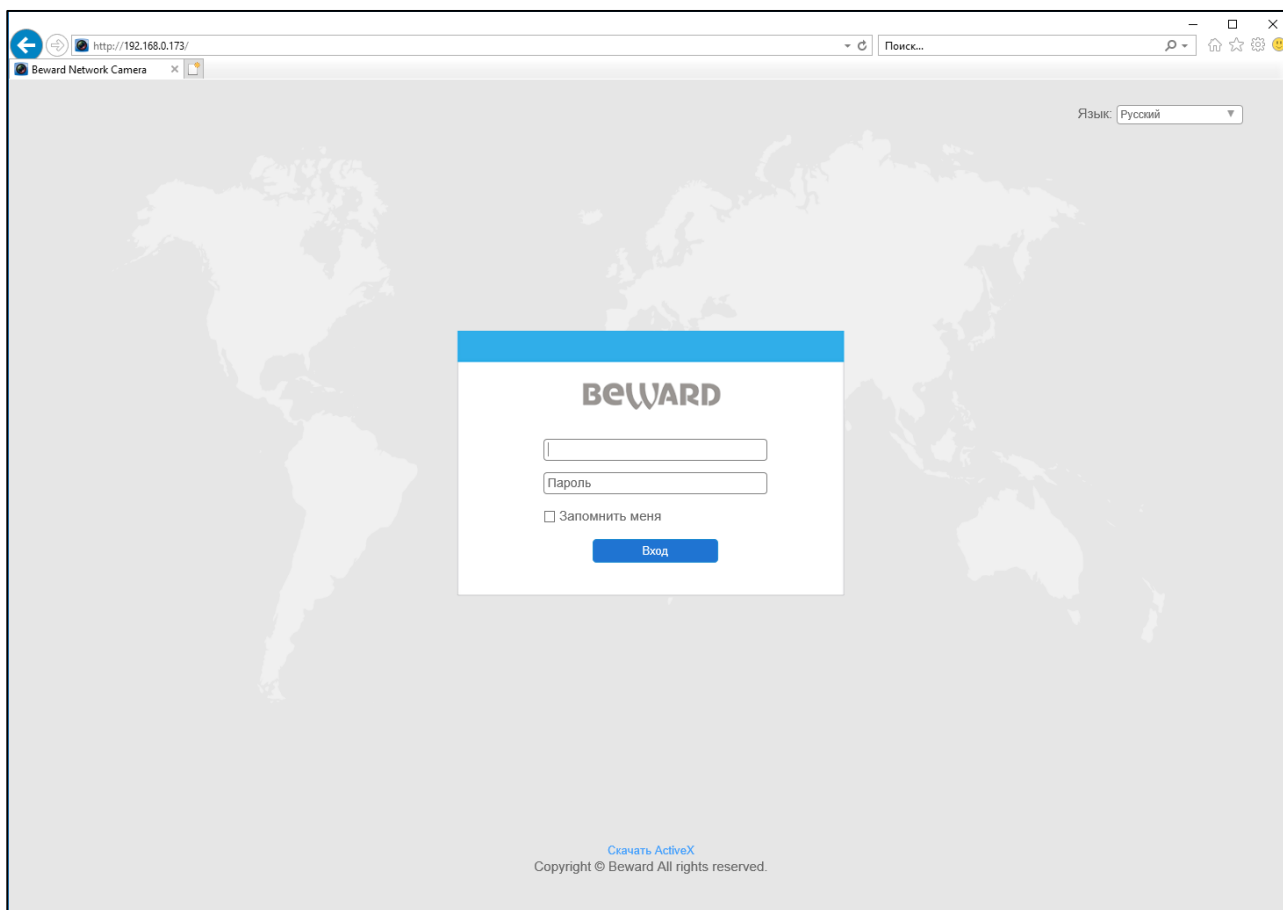 http://192.168.0.173/
Поиск...
Beward Network Camera
Язык: Русский
BEWARD
Пароль
Запомнить меня
Вход
Скачать ActiveX
Copyright © Beward All rights reserved.